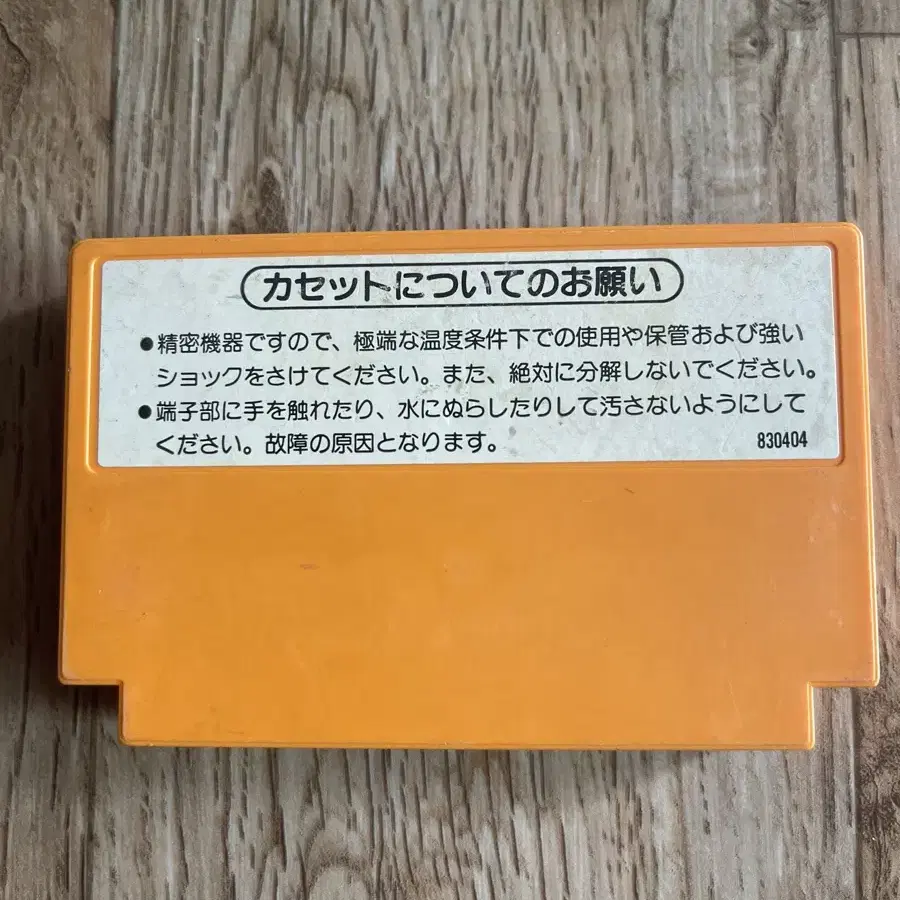 カセットについてのお願い
●精密機器ですので、極端な温度条件下での使用や保管および強い
ショックをさけてください。また、絶対に分解しないでください。
●端子部に手を触れたり、水にぬらしたりして汚さないようにして
ください。故障の原因となります。 830404